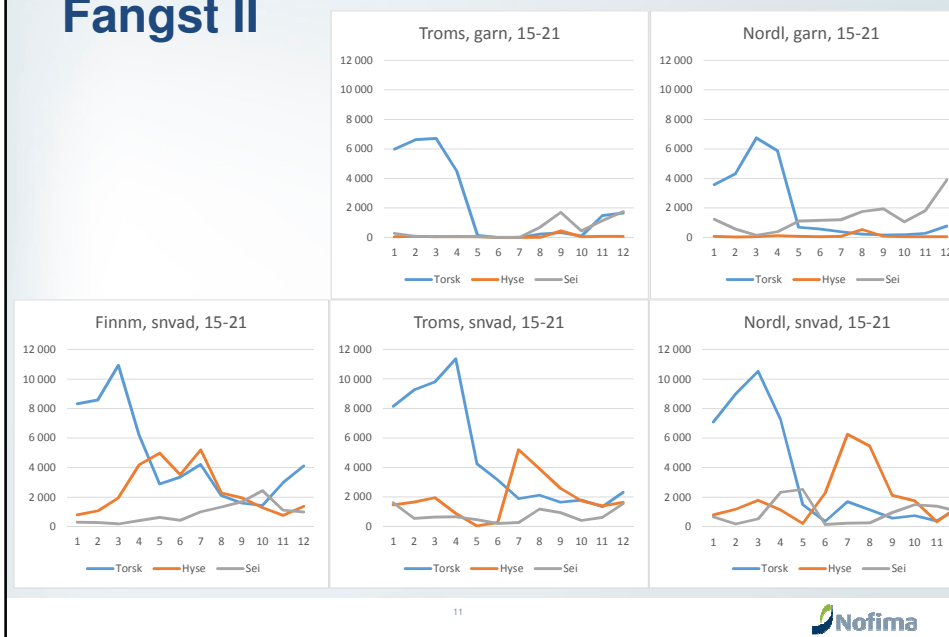 Fangst II
Troms, garn, 15-21
12 000
10 000
8 000
6 000
4 000
2 000
0
1 2 3 4 5 6 7 8 9 10 11 12
Torsk Hyse Sei
Nordl, garn, 15-21
12 000
10 000
8 000
6 000
4 000
2 000
0
1 2 3 4 5 6 7 8 9 10 11 12
Torsk Hyse Sei
Finnm, snvad, 15-21
12 000
10 000
8 000
6 000
4 000
2 000
0
1 2 3 4 5 6 7 8 9 10 11 12
Torsk Hyse Sei
Troms, snvad, 15-21
12 000
10 000
8 000
6 000
4 000
2 000
0
1 2 3 4 5 6 7 8 9 10 11 12
Torsk Hyse Sei
Nordl, snvad, 15-21
12 000
10 000
8 000
6 000
4 000
2 000
0
1 2 3 4 5 6 7 8 9 10 11
Torsk Hyse Sei
11
Nofima